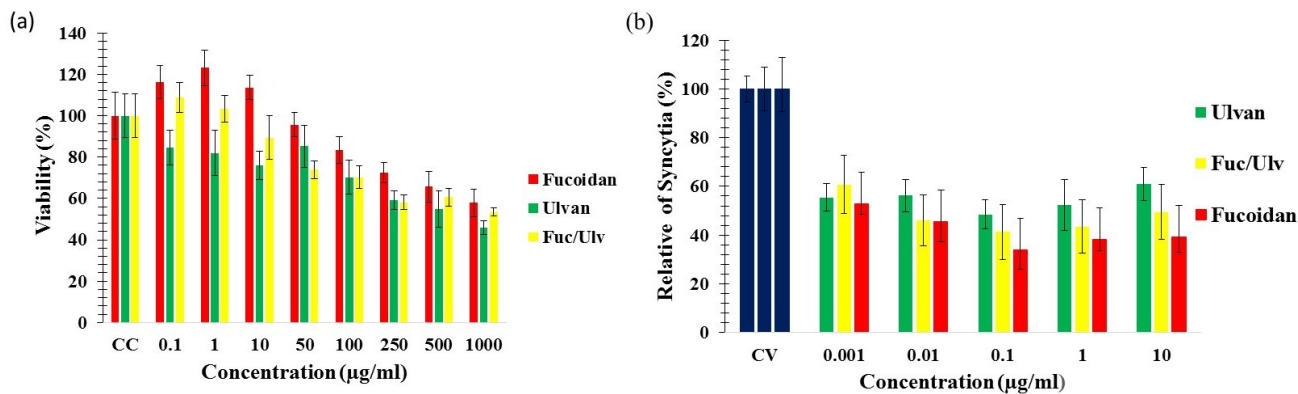 (a)
Viability (%)
140
120
100
80
60
40
20
0
CC 0.1 1 10 50 100 250 500 1000
Concentration (µg/ml)
Fucoidan
Ulvan
Fuc/Ulv
(b)
Relative of Syncytia (%)
120
100
80
60
40
20
0
CV 0.001 0.01 0.1 1 10
Concentration (µg/ml)
Ulvan
Fuc/Ulv
Fucoidan